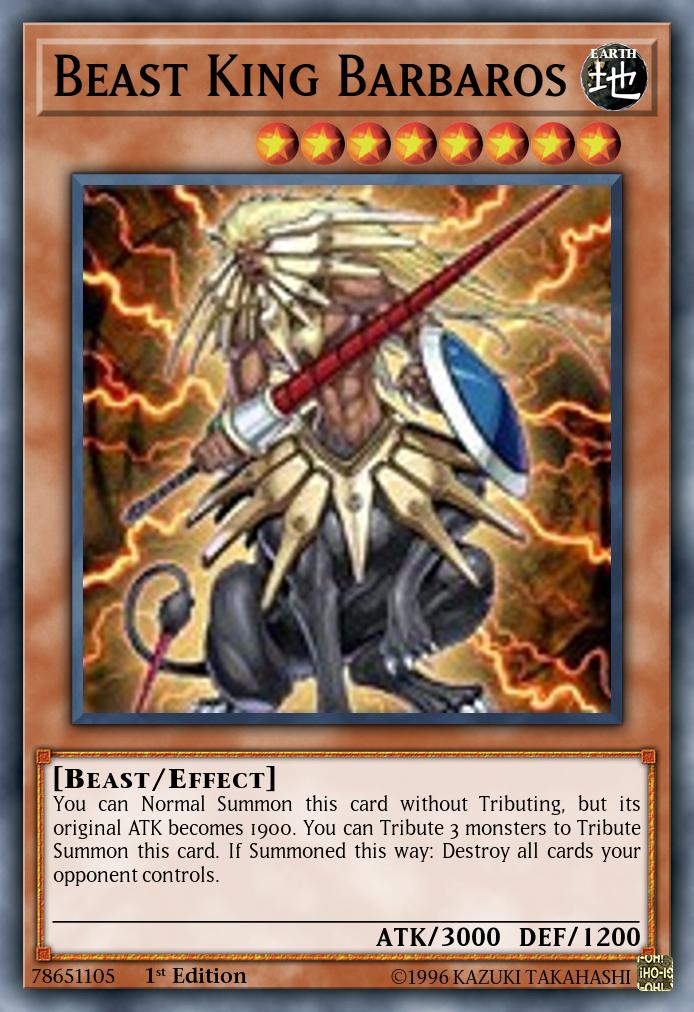 BEAST KING BARBAROS
EARTH
地
[BEAST/EFFECT]
You can Normal Summon this card without Tributing, but its
original ATK becomes 1900. You can Tribute 3 monsters to Tribute
Summon this card. If Summoned this way: Destroy all cards your
opponent controls.
ATK/3000 DEF/1200
78651105 1st Edition ©1996 KAZUKI TAKAHASHI